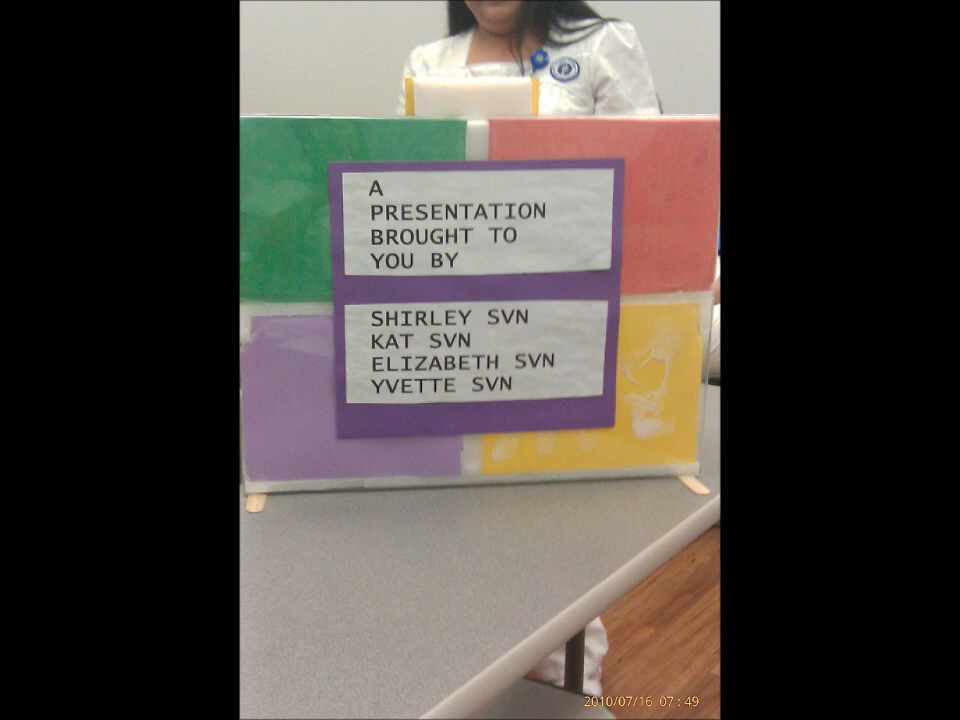 A
PRESENTATION
BROUGHT TO
YOU BY
SHIRLEY SVN
KAT SVN
ELIZABETH SVN
YVETTE SVN
2010/07/16 07:49